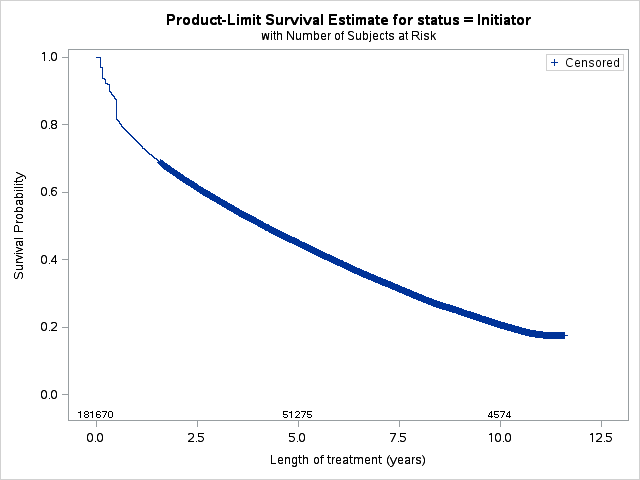 Product-Limit Survival Estimate for status = Initiator
with Number of Subjects at Risk
1.0
+ Censored
0.8
0.6
0.4
0.2
0.0
Survival Probability
181670 51275 4574
0.0 2.5 5.0 7.5 10.0 12.5
Length of treatment (years)